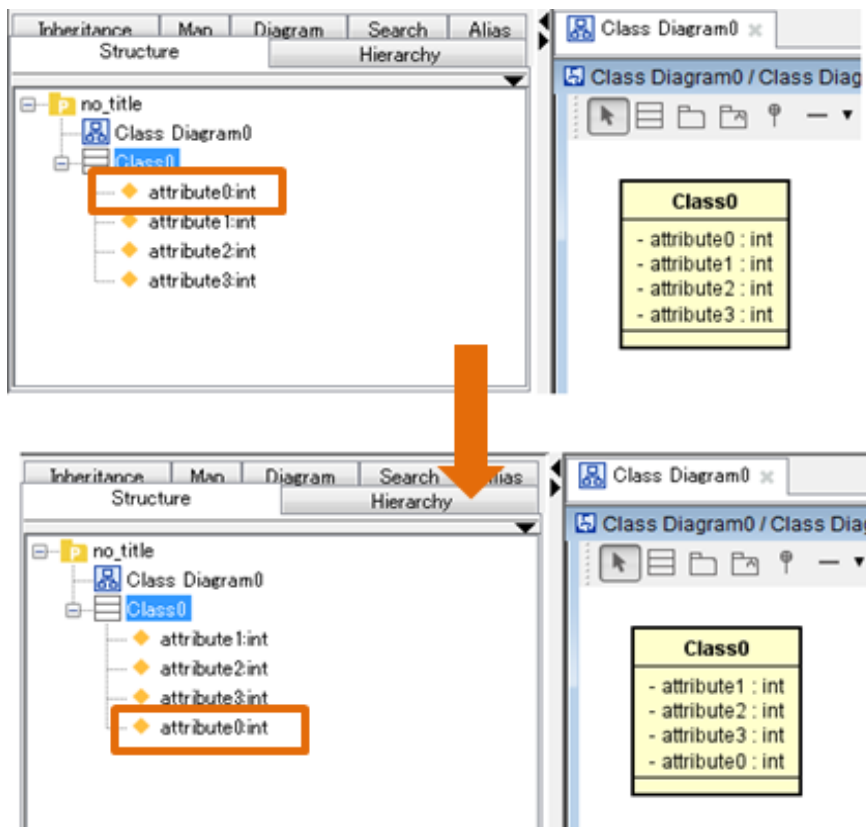 Inheritance Map Diagram Search Alias
Structure Hierarchy
no_title
Class Diagram0
Class0
attribute0:int
attribute1:int
attribute2:int
attribute3:int
Class Diagram0
Class Diagram0 / Class Diag
Class0
- attribute0 : int
- attribute1 : int
- attribute2 : int
- attribute3 : int
Inheritance Map Diagram Search Alias
Structure Hierarchy
no_title
Class Diagram0
Class0
attribute1:int
attribute2:int
attribute3:int
attribute0:int
Class Diagram0
Class Diagram0 / Class Diag
Class0
- attribute1 : int
- attribute2 : int
- attribute3 : int
- attribute0 : int